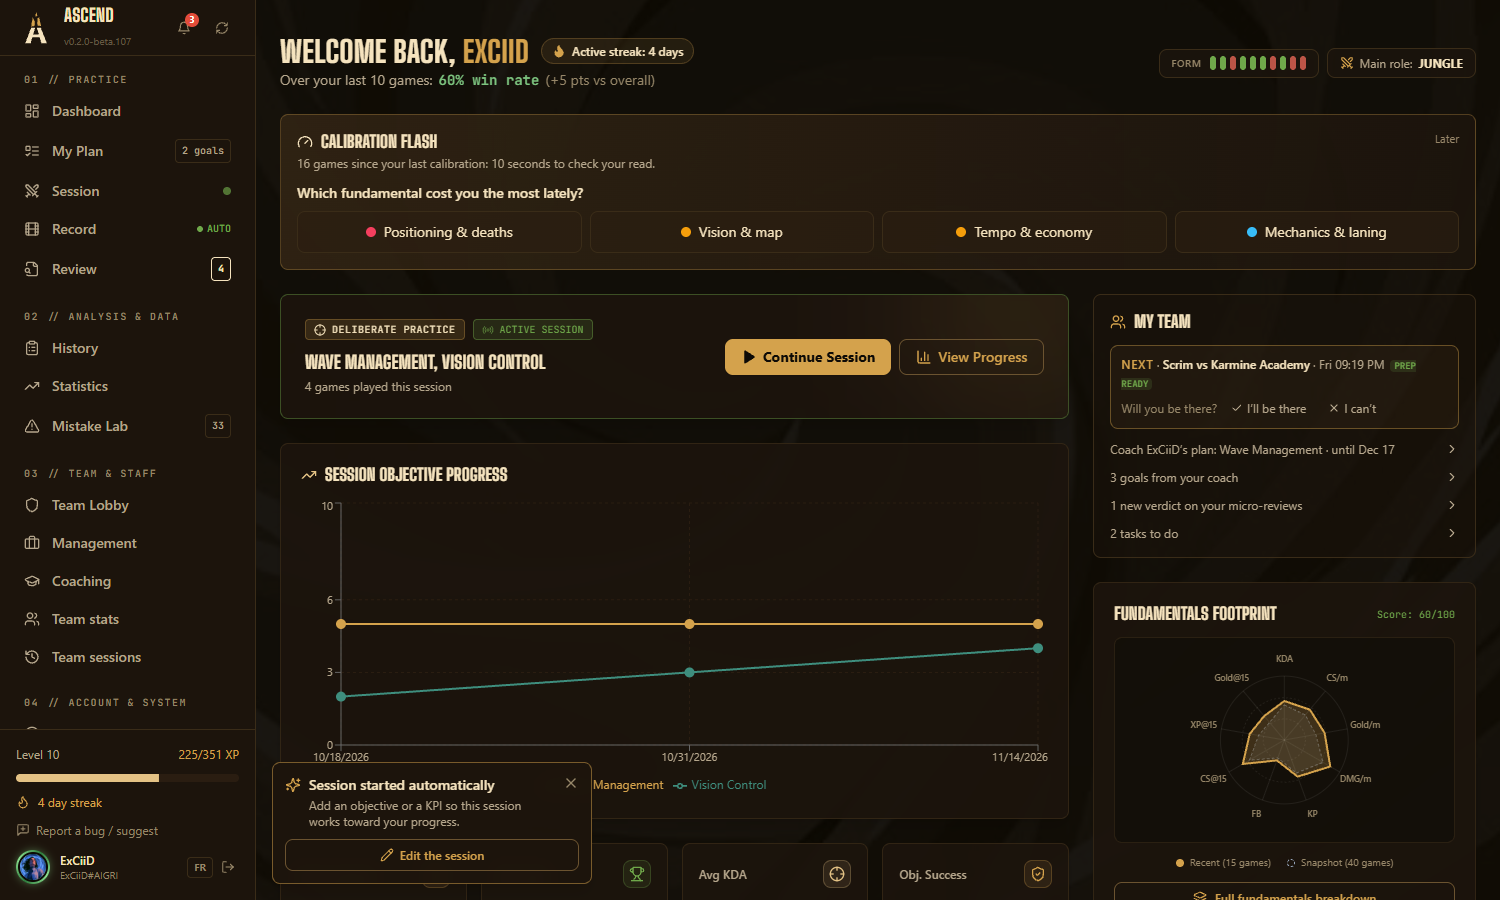 ASCEND
v0.2.0-beta.107
3
01 // PRACTICE
Dashboard
My Plan
2 goals
Session
Record
AUTO
Review
4
02 // ANALYSIS & DATA
History
Statistics
Mistake Lab
33
03 // TEAM & STAFF
Team Lobby
Management
Coaching
Team stats
Team sessions
04 // ACCOUNT & SYSTEM
Level 10
225/351 XP
4 day streak
Report a bug / suggest
ExCiiD
ExCiiD#AIGRI
FR
WELCOME BACK, EXCIID
Active streak: 4 days
Over your last 10 games: 60% win rate (+5 pts vs overall)
FORM
Main role: JUNGLE
CALIBRATION FLASH
Later
16 games since your last calibration: 10 seconds to check your read.
Which fundamental cost you the most lately?
Positioning & deaths
Vision & map
Tempo & economy
Mechanics & laning
DELIBERATE PRACTICE
ACTIVE SESSION
WAVE MANAGEMENT, VISION CONTROL
4 games played this session
Continue Session
View Progress
SESSION OBJECTIVE PROGRESS
10
6
3
0
10/18/2026
10/31/2026
11/14/2026
Management
Vision Control
Session started automatically
Add an objective or a KPI so this session
works toward your progress.
Edit the session
Avg KDA
Obj. Success
MY TEAM
NEXT · Scrim vs Karmine Academy · Fri 09:19 PM PREP
READY
Will you be there?
I'll be there
I can't
Coach ExCiiD's plan: Wave Management · until Dec 17
3 goals from your coach
1 new verdict on your micro-reviews
2 tasks to do
FUNDAMENTALS FOOTPRINT
Score: 60/100
KDA
CS/m
Gold/m
DMG/m
KP
FB
CS@15
XP@15
Gold@15
Recent (15 games)
Snapshot (40 games)
Full fundamentals breakdown